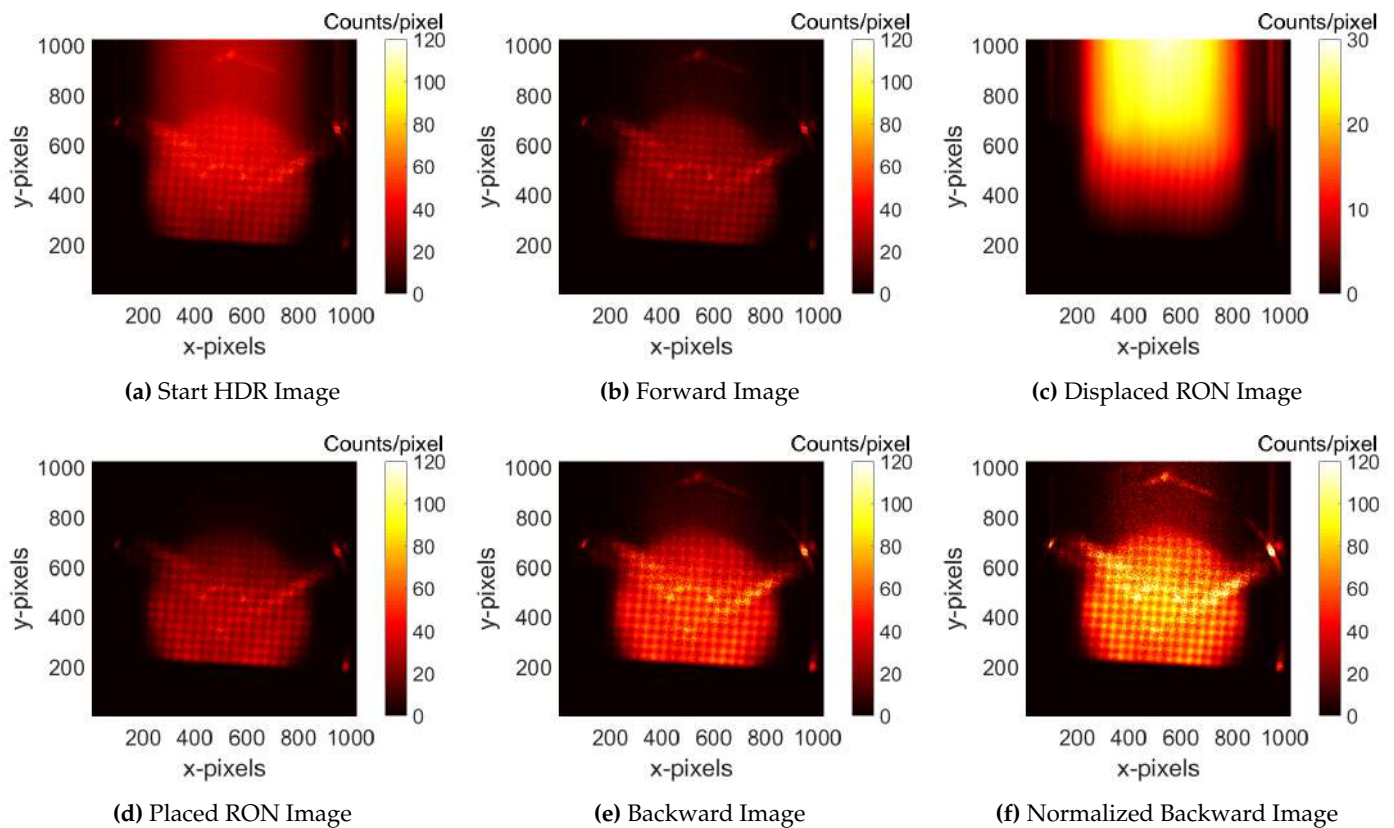 Counts/pixel Counts/pixel Counts/pixel
1000 120 1000 120 1000 30
800 100 800 100 800
80 80 20
600 600 600
y-pixels 60 y-pixels 60 y-pixels
400 40 400 40 400 10
200 20 200 20 200
0 0 0
200 400 600 800 1000 200 400 600 800 1000 200 400 600 800 1000
x-pixels x-pixels x-pixels
(a) Start HDR Image (b) Forward Image (c) Displaced RON Image
Counts/pixel Counts/pixel Counts/pixel
1000 120 1000 120 1000 120
800 100 800 100 800 100
80 80 80
600 600 600
y-pixels 60 y-pixels 60 y-pixels 60
400 40 400 40 400 40
200 20 200 20 200 20
0 0 0
200 400 600 800 1000 200 400 600 800 1000 200 400 600 800 1000
x-pixels x-pixels x-pixels
(d) Placed RON Image (e) Backward Image (f) Normalized Backward Image